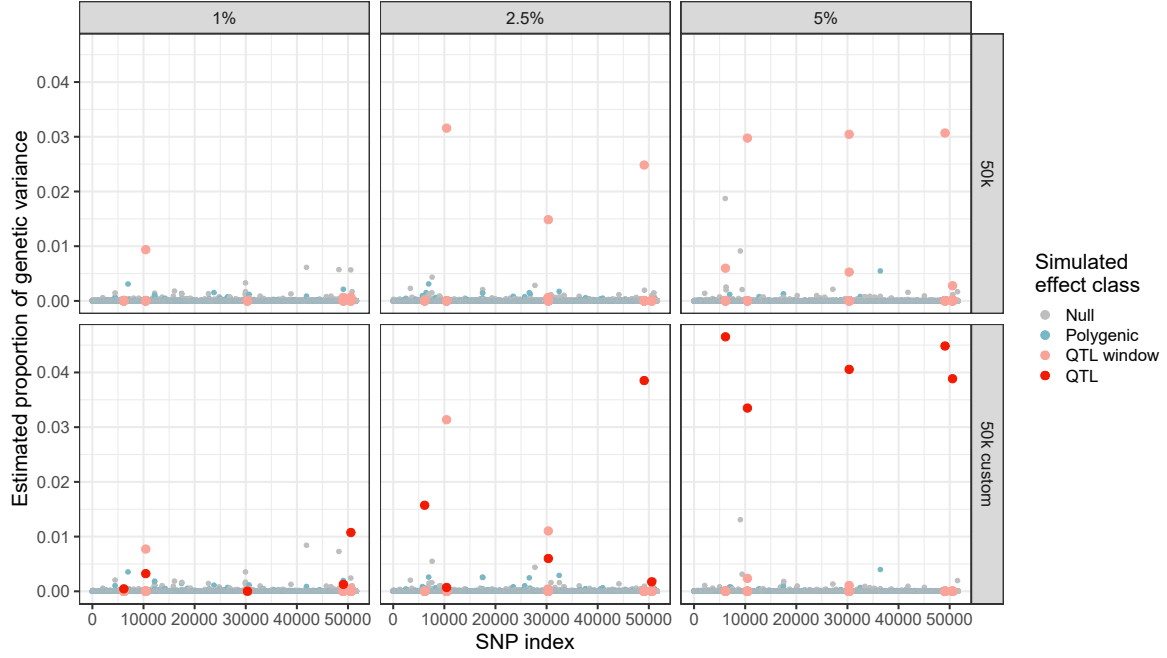 1% 2.5% 5%
Estimated proportion of genetic variance
0.04
0.03
0.02
0.01
0.00
50k
0.04
0.03
0.02
0.01
0.00
50k custom
0 10000 20000 30000 40000 50000 0 10000 20000 30000 40000 50000 0 10000 20000 30000 40000 50000
SNP index
Simulated
effect class
Null
Polygenic
QTL window
QTL